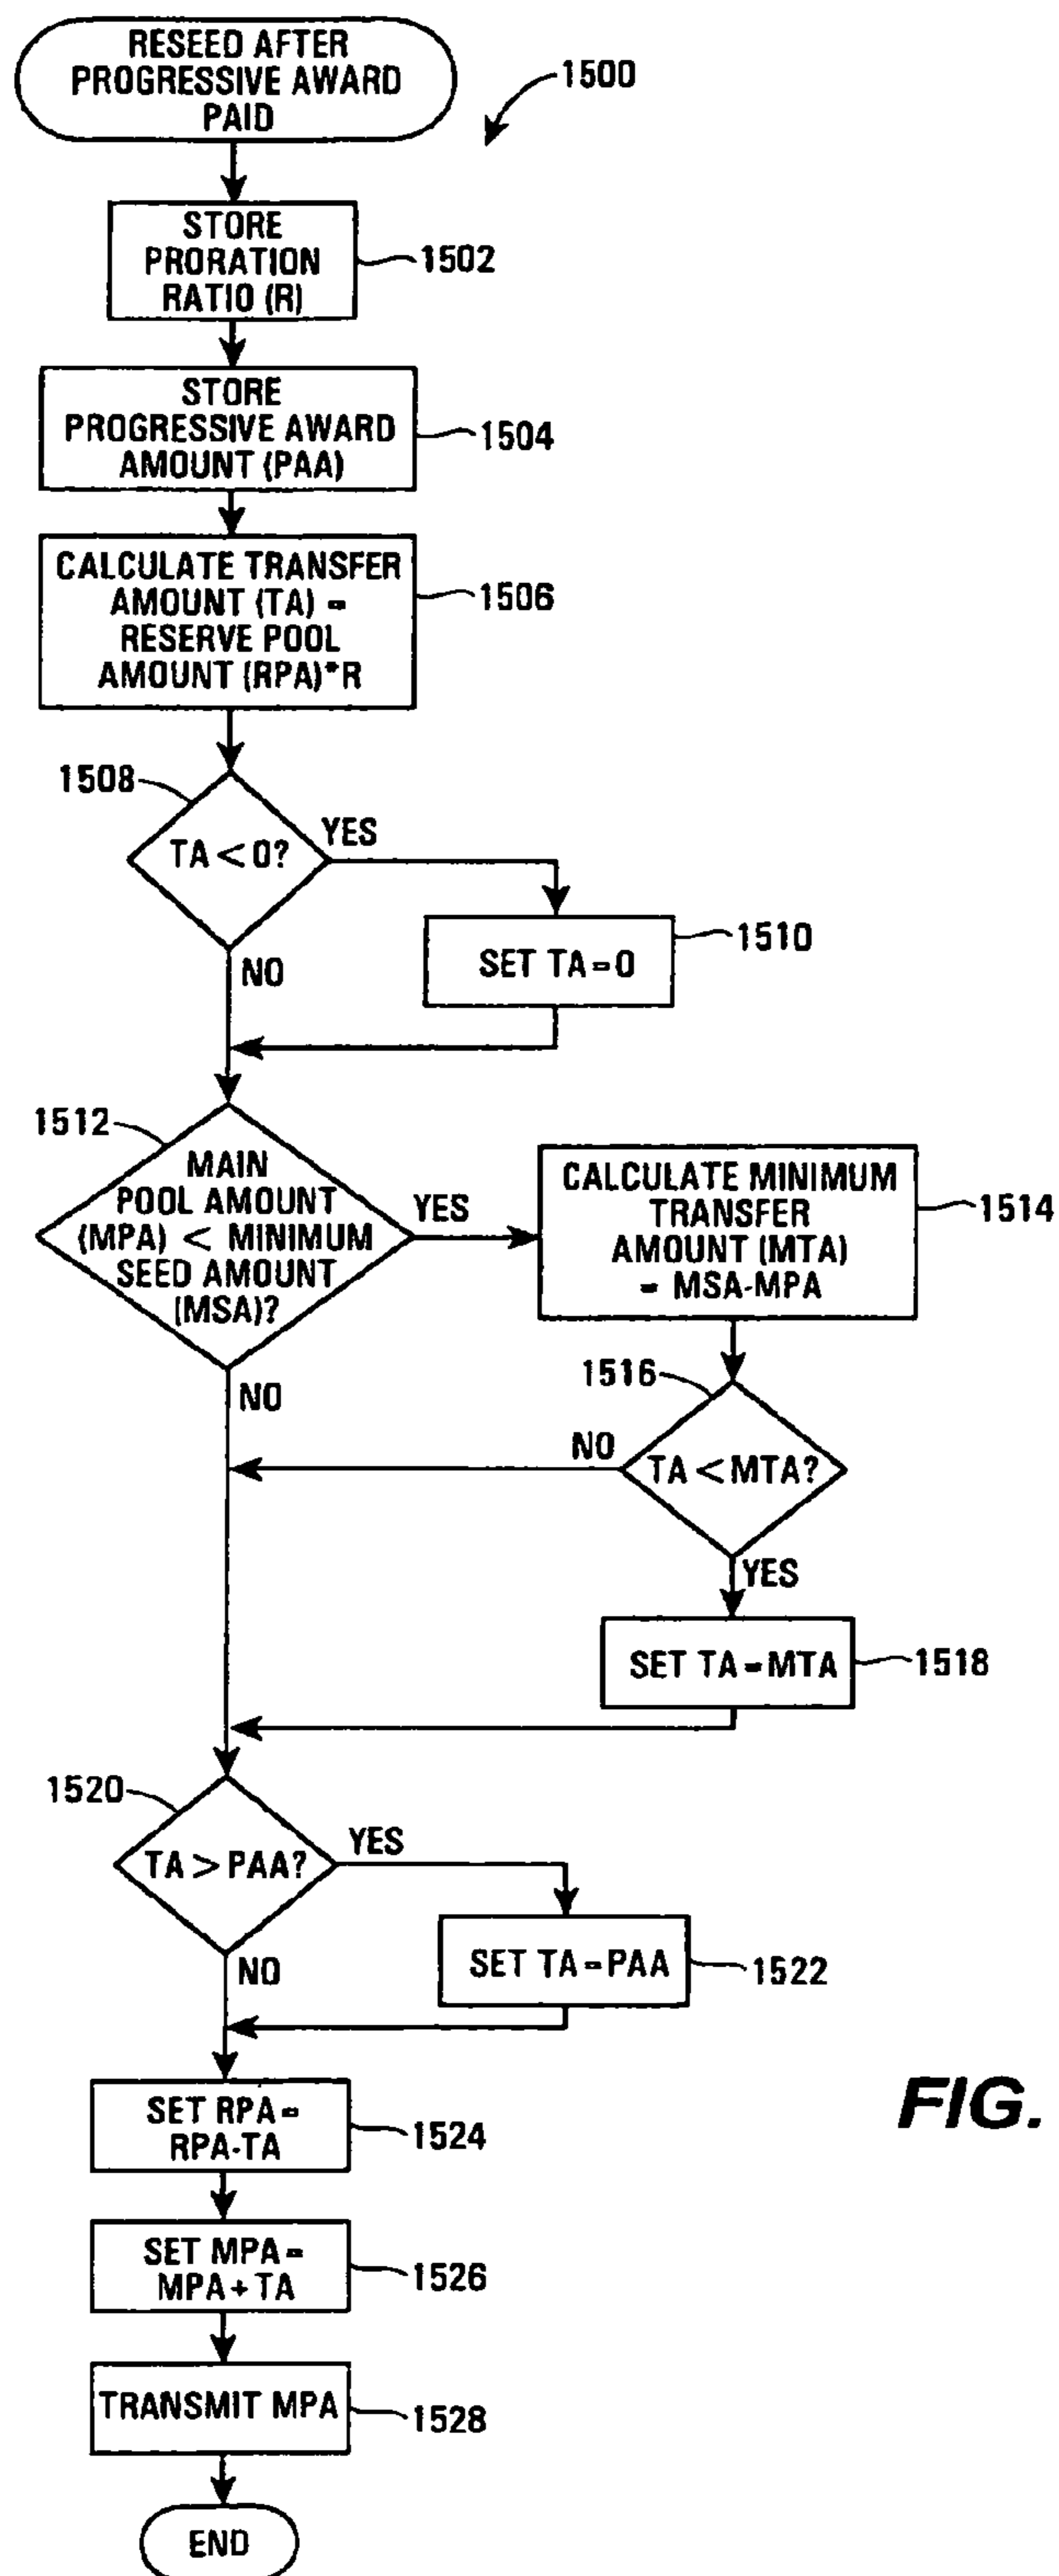 RESEED AFTER
PROGRESSIVE AWARD
PAID
1500
STORE
PRORATION
RATIO (R)
1502
STORE
PROGRESSIVE AWARD
AMOUNT (PAA)
1504
CALCULATE TRANSFER
AMOUNT (TA) =
RESERVE POOL
AMOUNT (RPA)*R
1506
1508
TA < 0?
YES
NO
SET TA = 0
1510
1512
MAIN
POOL AMOUNT
(MPA) < MINIMUM
SEED AMOUNT
(MSA)?
YES
NO
CALCULATE MINIMUM
TRANSFER
AMOUNT (MTA)
= MSA-MPA
1514
1516
TA < MTA?
NO
YES
SET TA = MTA
1518
1520
TA > PAA?
YES
NO
SET TA = PAA
1522
SET RPA =
RPA-TA
1524
SET MPA =
MPA + TA
1526
TRANSMIT MPA
1528
END
FIG.